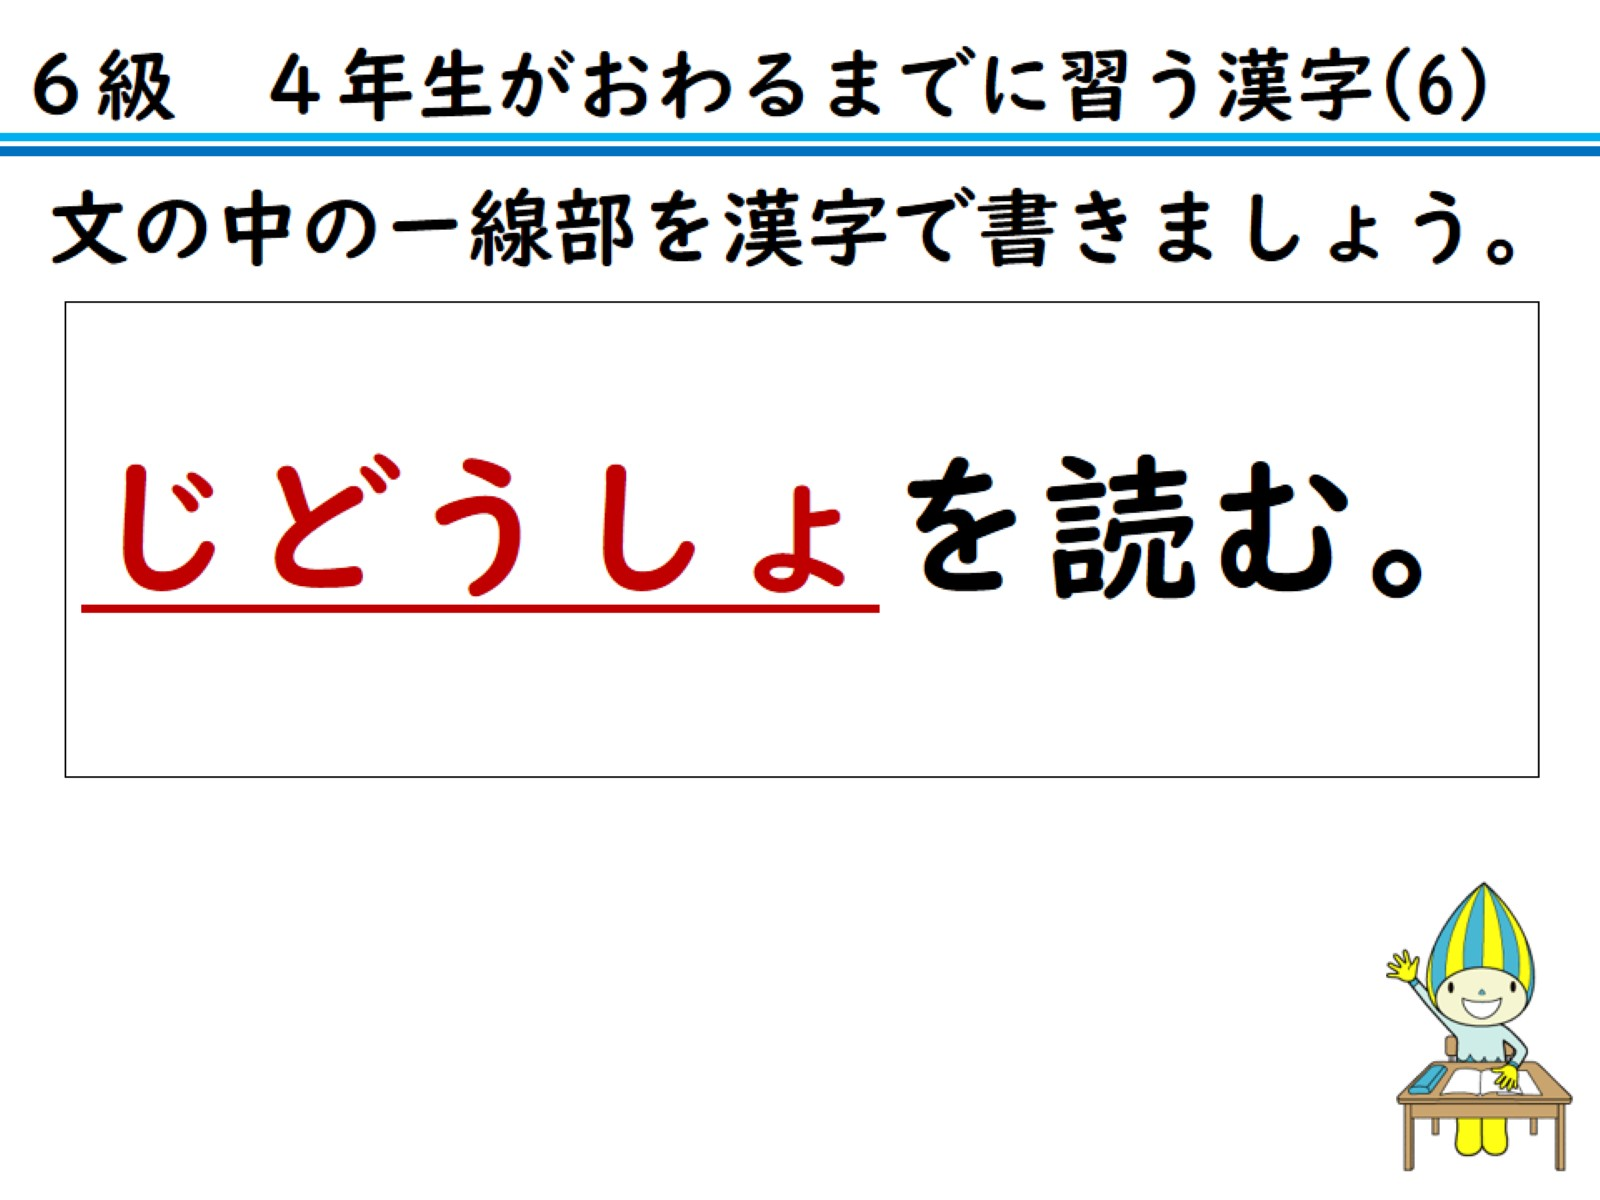 ６級　４年生がおわるまでに習う漢字(6)
文の中の一線部を漢字で書きましょう。
じどうしょを読む。